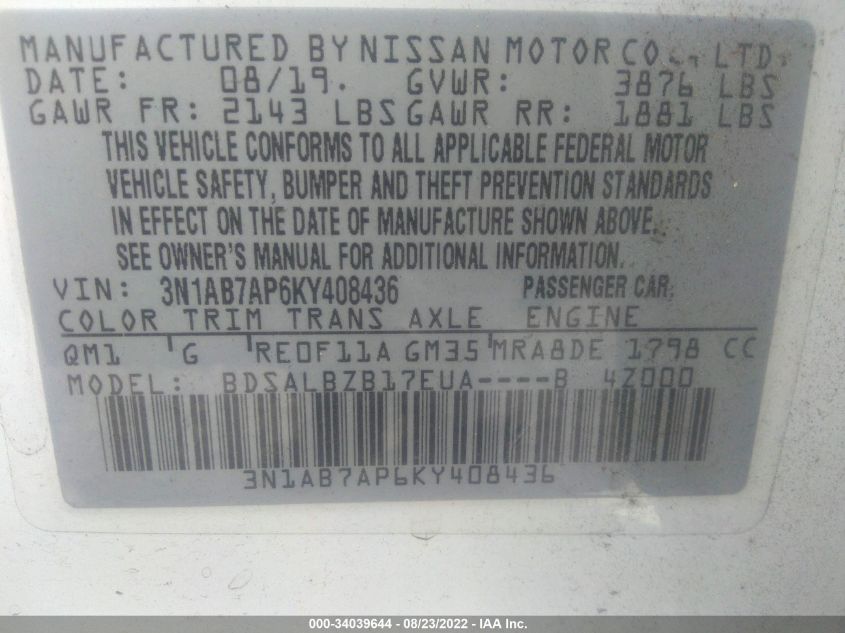 MANUFACTURED BY NISSAN MOTOR CO., LTD.
DATE: 08/19. GVWR: 3876 LBS
GAWR FR: 2143 LBS GAWR RR: 1881 LBS
THIS VEHICLE CONFORMS TO ALL APPLICABLE FEDERAL MOTOR
VEHICLE SAFETY, BUMPER AND THEFT PREVENTION STANDARDS
IN EFFECT ON THE DATE OF MANUFACTURE SHOWN ABOVE.
SEE OWNER'S MANUAL FOR ADDITIONAL INFORMATION.
VIN: 3N1AB7AP6KY408436 PASSENGER CAR
COLOR TRIM TRANS AXLE ENGINE
QM1 G RE0F11A GM35 MRA8DE 1798 CC
MODEL: BDSALBZB17EUA----B 4Z000
3N1AB7AP6KY408436
000-34039644 - 08/23/2022 - IAA Inc.